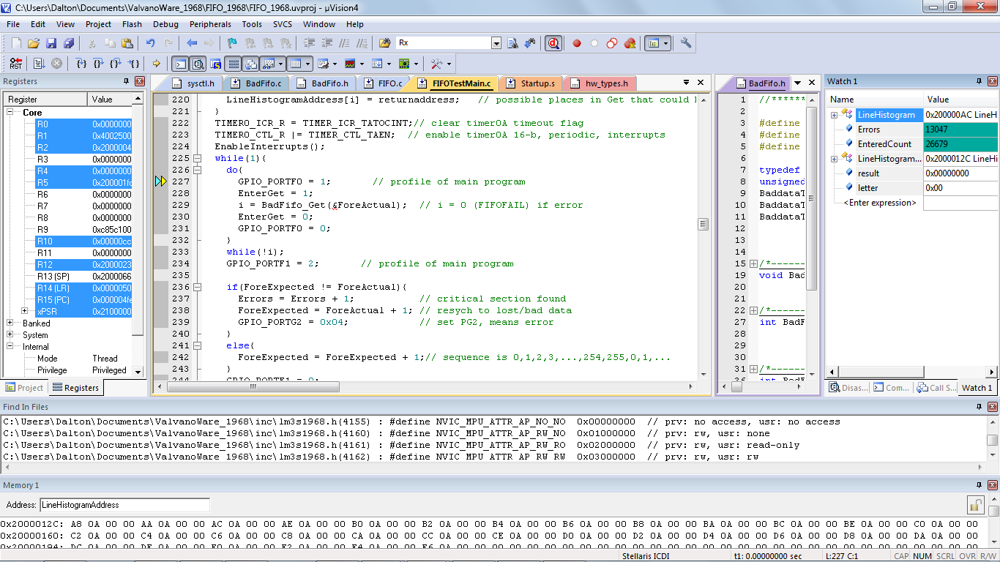 C:\Users\Dalton\Documents\ValvanoWare_1968\FIFO_1968\FIFO_1968.uvproj - µVision4
File Edit View Project Flash Debug Peripherals Tools SVCS Window Help
Rx
RST
Registers
Register Value
Core
R0 0x0000000
R1 0x4002500
R2 0x2000004
R3 0x0000000
R4 0x0000000
R5 0x200001fc
R6 0x0000000
R7 0x0000000
R8 0x0000000
R9 0xc85c100
R10 0x00000cc
R11 0x0000000
R12 0x2000023
R13 (SP) 0x2000066
R14 (LR) 0x0000050
R15 (PC) 0x000004fe
xPSR 0x2100000
Banked
System
Internal
Mode Thread
Privilege Privileged
Project Registers
sysctl.h BadFifo.c BadFifo.h FIFO.c FIFOTestMain.c Startup.s hw_types.h
220 LineHistogramAddress[i] = returnaddress; // possible places in Get that could
221 }
222 TIMER0_ICR_R = TIMER_ICR_TATOCINT;// clear timer0A timeout flag
223 TIMER0_CTL_R |= TIMER_CTL_TAEN; // enable timer0A 16-b, periodic, interrupts
224 EnableInterrupts();
225 while(1){
226 do{
227 GPIO_PORTF0 = 1; // profile of main program
228 EnterGet = 1;
229 i = BadFifo_Get(&ForeActual); // i = 0 (FIFOFAIL) if error
230 EnterGet = 0;
231 GPIO_PORTF0 = 0;
232 }
233 while(!i);
234 GPIO_PORTF1 = 2; // profile of main program
235
236 if(ForeExpected != ForeActual){
237 Errors = Errors + 1; // critical section found
238 ForeExpected = ForeActual + 1; // resych to lost/bad data
239 GPIO_PORTG2 = 0x04; // set PG2, means error
240 }
241 else{
242 ForeExpected = ForeExpected + 1;// sequence is 0,1,2,3,...,254,255,0,1,...
243 }
244 GPIO_PORTF1 = 0;
BadFifo.h
1 //*******
2
3 #define
4 #define
5 #define
6
7 typedef
8 unsigned
9 BaddataT
10 BaddataT
11 BaddataT
12
13
14
15 /*------
19 void Bad
20
21
22 /*------
27 int BadF
28
29
30
31 /*------
36 int BadF
Watch 1
Name Value
LineHistogram 0x200000AC LineH
Errors 13047
EnteredCount 26679
LineHistogram... 0x2000012C LineHi
result 0x00000000
letter 0x00
<Enter expression>
Disas... Com... Call S... Watch 1
Find In Files
C:\Users\Dalton\Documents\ValvanoWare_1968\inc\lm3s1968.h(4155) : #define NVIC_MPU_ATTR_AP_NO_NO 0x00000000 // prv: no access, usr: no access
C:\Users\Dalton\Documents\ValvanoWare_1968\inc\lm3s1968.h(4160) : #define NVIC_MPU_ATTR_AP_RW_NO 0x01000000 // prv: rw, usr: none
C:\Users\Dalton\Documents\ValvanoWare_1968\inc\lm3s1968.h(4161) : #define NVIC_MPU_ATTR_AP_RW_RO 0x02000000 // prv: rw, usr: read-only
C:\Users\Dalton\Documents\ValvanoWare_1968\inc\lm3s1968.h(4162) : #define NVIC_MPU_ATTR_AP_RW_RW 0x03000000 // prv: rw, usr: rw
Memory 1
Address: LineHistogramAddress
0x2000012C: A8 0A 00 00 AA 0A 00 00 AC 0A 00 00 AE 0A 00 00 B0 0A 00 00 B2 0A 00 00 B4 0A 00 00 B6 0A 00 00 B8 0A 00 00 BA 0A 00 00 BC 0A 00 00 BE 0A 00 00 C0 0A 00 00
0x20000160: C2 0A 00 00 C4 0A 00 00 C6 0A 00 00 C8 0A 00 00 CA 0A 00 00 CC 0A 00 00 CE 0A 00 00 D0 0A 00 00 D2 0A 00 00 D4 0A 00 00 D6 0A 00 00 D8 0A 00 00 DA 0A 00 00
0x20000194: DC 0A 00 00 DE 0A 00 00 E0 0A 00 00 E2 0A 00 00 E4 0A 00 00 E6 0A 00 00
Stellaris ICDI t1: 0.00000000 sec L:227 C:1 CAP NUM SCRL OVR R/W